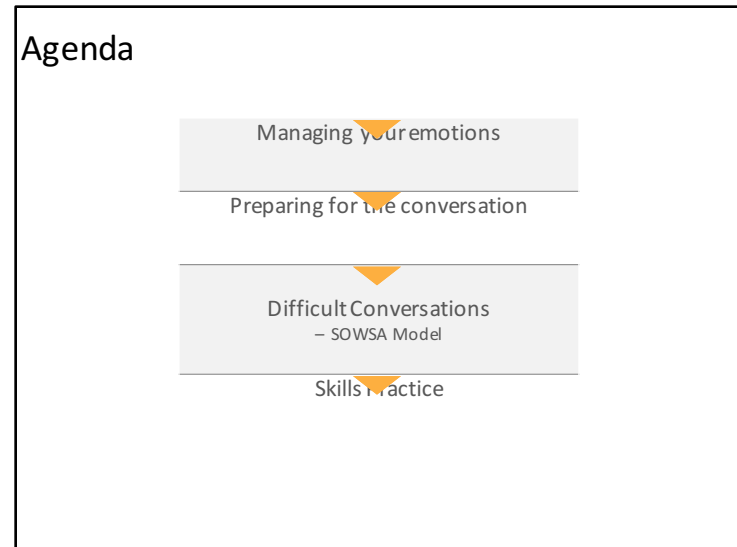 Agenda
Managing your emotions
Preparing for the conversation
Difficult Conversations
– SOWSA Model
Skills Practice